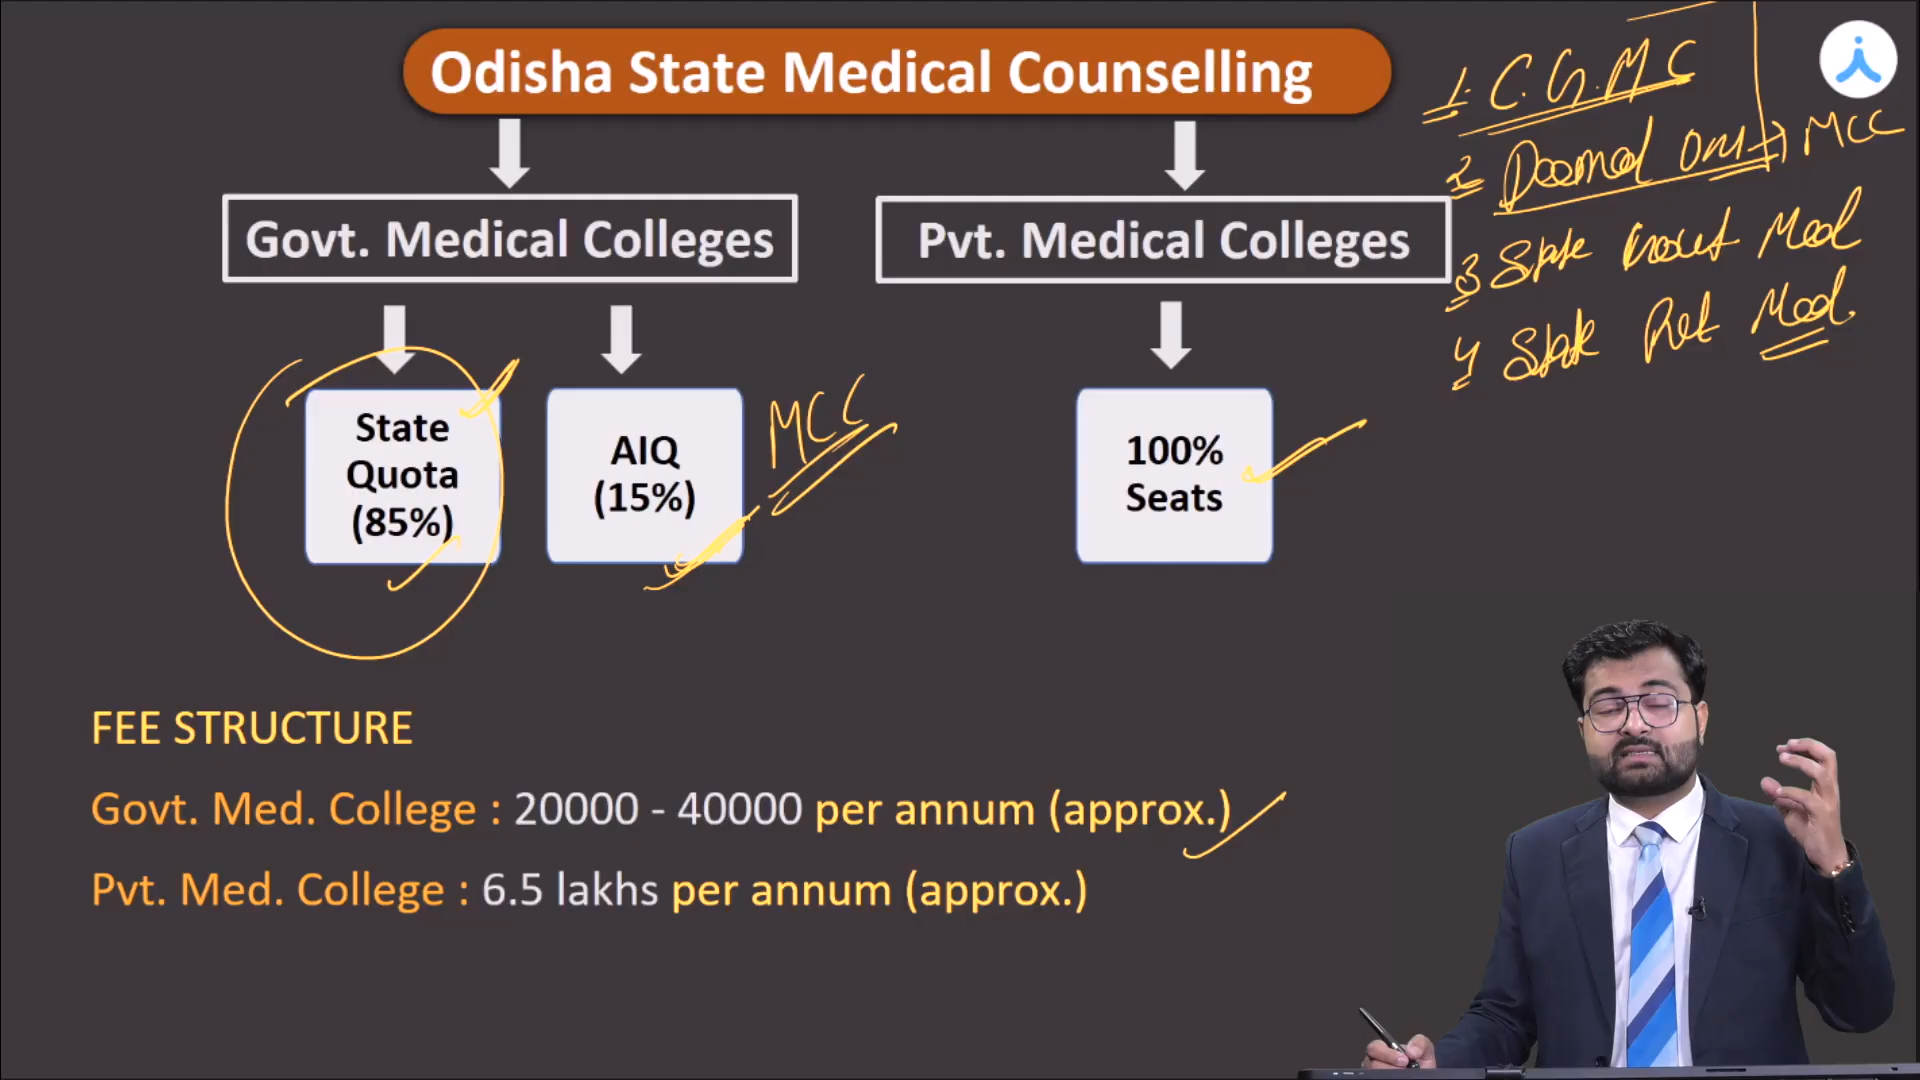 Odisha State Medical Counselling
Govt. Medical Colleges
Pvt. Medical Colleges
State
Quota
(85%)
AIQ
(15%)
MCC
100%
Seats
1. C.G.M.C
2 Deemed Uni → MCC
3 State Govt Med
4 State Pvt Med.
FEE STRUCTURE
Govt. Med. College : 20000 - 40000 per annum (approx.)
Pvt. Med. College : 6.5 lakhs per annum (approx.)